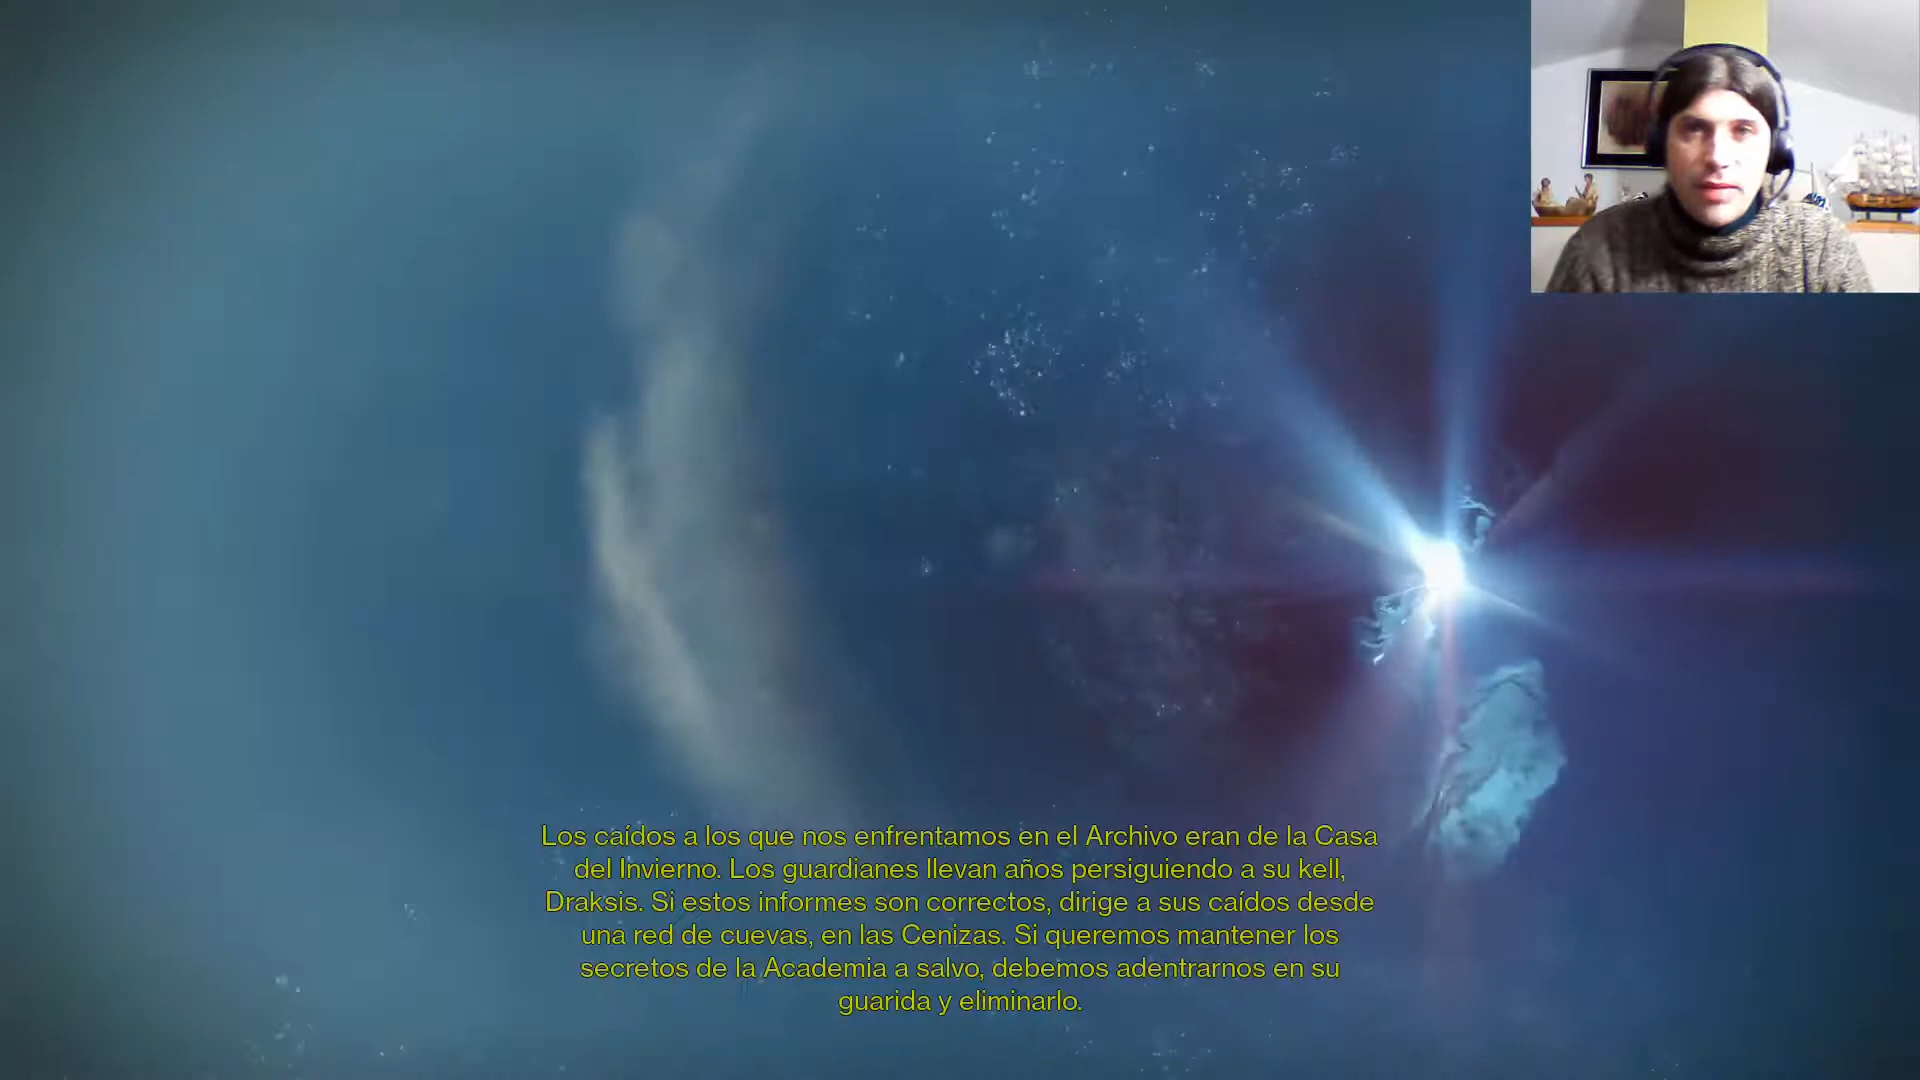 Los caídos a los que nos enfrentamos en el Archivo eran de la Casa
del Invierno. Los guardianes llevan años persiguiendo a su kell,
Draksis. Si estos informes son correctos, dirige a sus caídos desde
una red de cuevas, en las Cenizas. Si queremos mantener los
secretos de la Academia a salvo, debemos adentrarnos en su
guarida y eliminarlo.